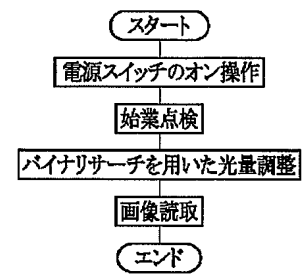 スタート
電源スイッチのオン操作
始業点検
バイナリサーチを用いた光量調整
画像読取
エンド